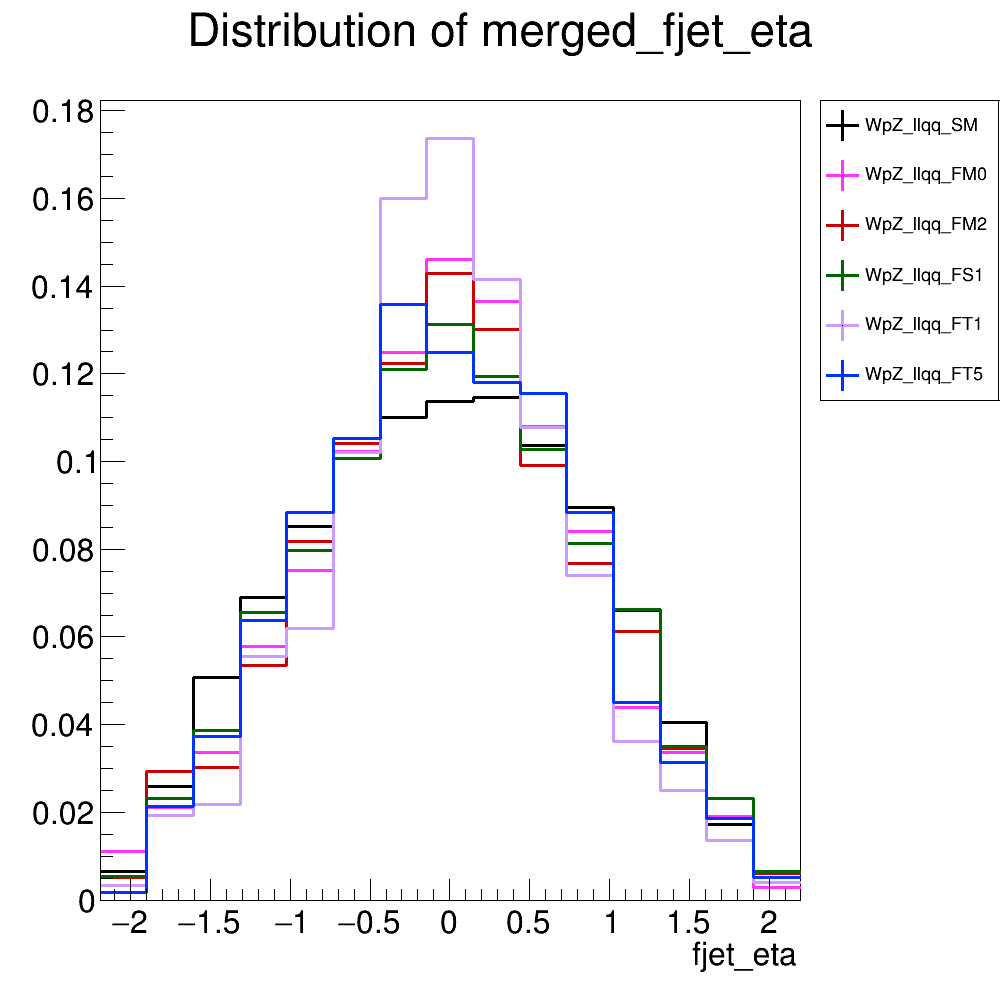 Distribution of merged_fjet_eta
0.18
0.16
0.14
0.12
0.1
0.08
0.06
0.04
0.02
0
−2
−1.5
−1
−0.5
0
0.5
1
1.5
2
fjet_eta
WpZ_llqq_SM
WpZ_llqq_FM0
WpZ_llqq_FM2
WpZ_llqq_FS1
WpZ_llqq_FT1
WpZ_llqq_FT5